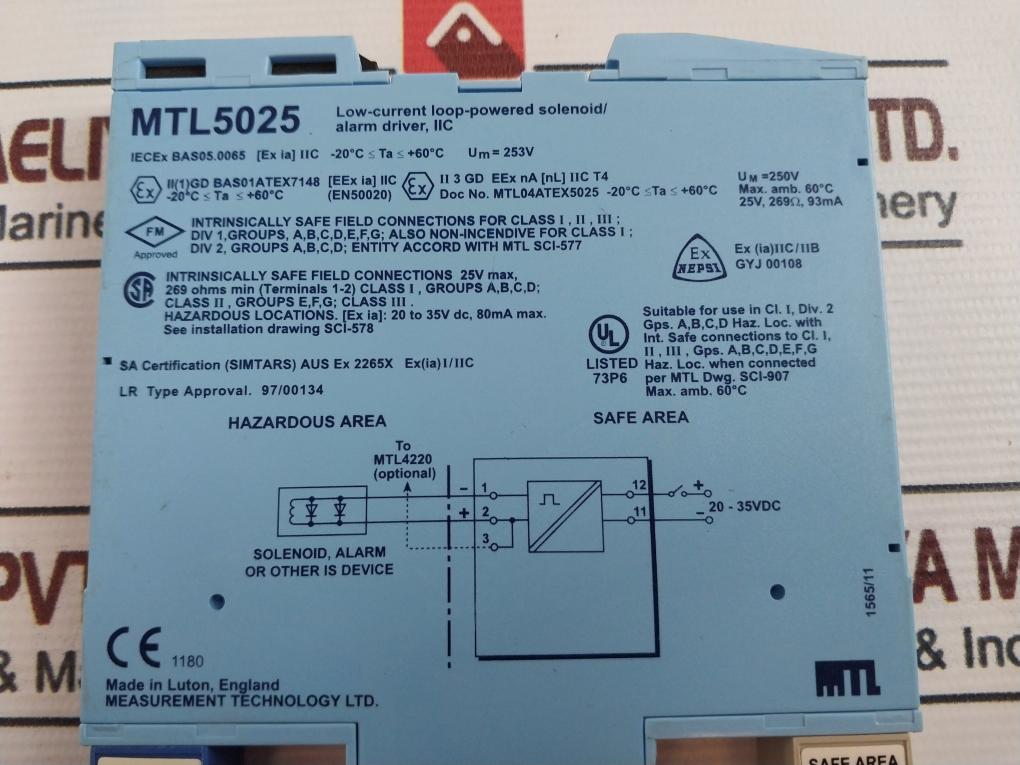 MTL5025
Low-current loop-powered solenoid/
alarm driver, IIC
IECEx BAS05.0065 [Ex ia] IIC -20°C ≤ Ta ≤ +60°C Um = 253V
Ex II(1)GD BAS01ATEX7148 [EEx ia] IIC
-20°C ≤ Ta ≤ +60°C (EN50020)
Ex II 3 GD EEx nA [nL] IIC T4
Doc No. MTL04ATEX5025 -20°C ≤Ta ≤ +60°C
UM =250V
Max. amb. 60°C
25V, 269Ω, 93mA
FM
Approved
INTRINSICALLY SAFE FIELD CONNECTIONS FOR CLASS I , II , III ;
DIV 1,GROUPS, A,B,C,D,E,F,G; ALSO NON-INCENDIVE FOR CLASS I ;
DIV 2, GROUPS A,B,C,D; ENTITY ACCORD WITH MTL SCI-577
Ex
NEPSI
Ex (ia)IIC/IIB
GYJ 00108
SA
INTRINSICALLY SAFE FIELD CONNECTIONS 25V max,
269 ohms min (Terminals 1-2) CLASS I , GROUPS A,B,C,D;
CLASS II , GROUPS E,F,G; CLASS III .
HAZARDOUS LOCATIONS. [Ex ia]: 20 to 35V dc, 80mA max.
See installation drawing SCI-578
UL
LISTED
73P6
Suitable for use in Cl. I, Div. 2
Gps. A,B,C,D Haz. Loc. with
Int. Safe connections to Cl. I,
II , III , Gps. A,B,C,D,E,F,G
Haz. Loc. when connected
per MTL Dwg. SCI-907
Max. amb. 60°C
SA Certification (SIMTARS) AUS Ex 2265X Ex(ia)I/IIC
LR Type Approval. 97/00134
HAZARDOUS AREA
SAFE AREA
To
MTL4220
(optional)
− 1
+ 2
3
12 +
11 −
20 - 35VDC
SOLENOID, ALARM
OR OTHER IS DEVICE
1565/11
CE 1180
Made in Luton, England
MEASUREMENT TECHNOLOGY LTD.
MTL
SAFE AREA